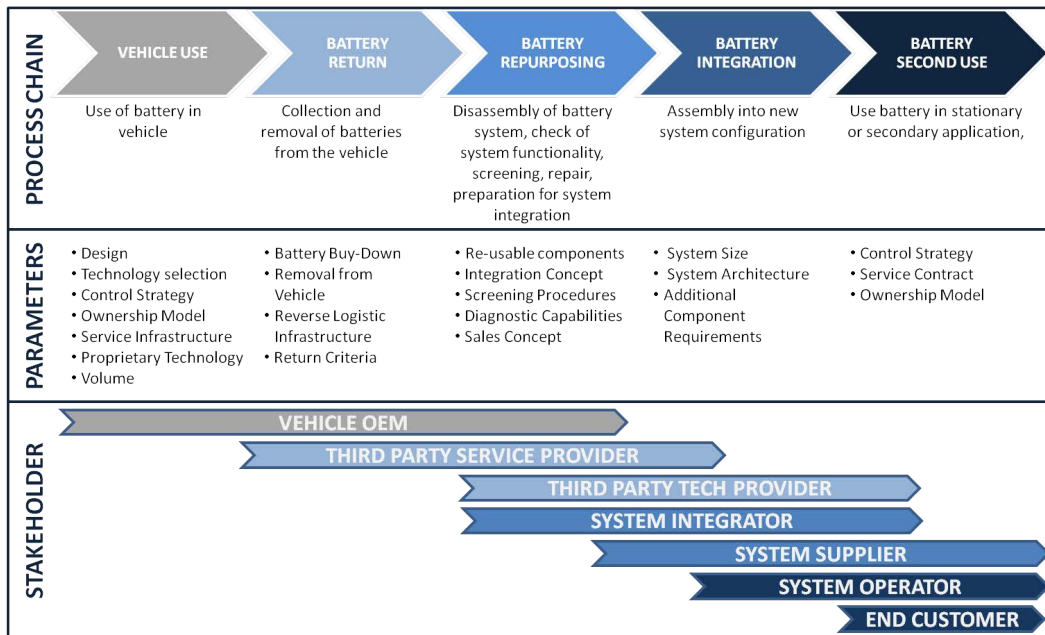 PROCESS CHAIN
VEHICLE USE
BATTERY
RETURN
BATTERY
REPURPOSING
BATTERY
INTEGRATION
BATTERY
SECOND USE
Use of battery in
vehicle
Collection and
removal of batteries
from the vehicle
Disassembly of battery
system, check of
system functionality,
screening, repair,
preparation for system
integration
Assembly into new
system configuration
Use battery in stationary
or secondary application,
PARAMETERS
• Design
• Technology selection
• Control Strategy
• Ownership Model
• Service Infrastructure
• Proprietary Technology
• Volume
• Battery Buy-Down
• Removal from
Vehicle
• Reverse Logistic
Infrastructure
• Return Criteria
• Re-usable components
• Integration Concept
• Screening Procedures
• Diagnostic Capabilities
• Sales Concept
• System Size
• System Architecture
• Additional
Component
Requirements
• Control Strategy
• Service Contract
• Ownership Model
STAKEHOLDER
VEHICLE OEM
THIRD PARTY SERVICE PROVIDER
THIRD PARTY TECH PROVIDER
SYSTEM INTEGRATOR
SYSTEM SUPPLIER
SYSTEM OPERATOR
END CUSTOMER